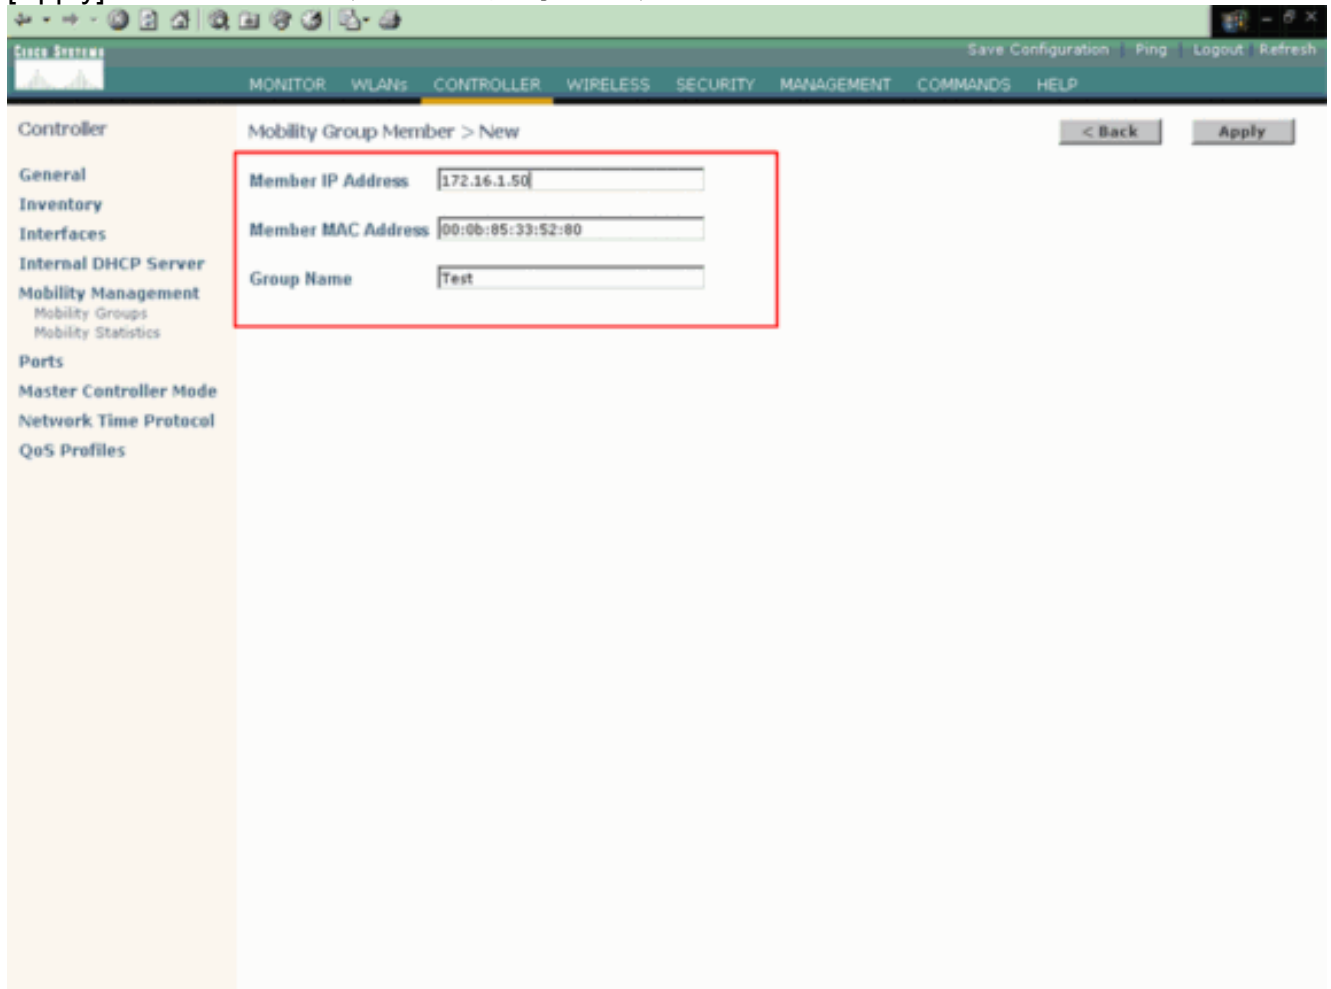 CISCO SYSTEMS
Save Configuration | Ping | Logout | Refresh
MONITOR WLANs CONTROLLER WIRELESS SECURITY MANAGEMENT COMMANDS HELP
Controller
Mobility Group Member > New
< Back
Apply
General
Inventory
Interfaces
Internal DHCP Server
Mobility Management
Mobility Groups
Mobility Statistics
Ports
Master Controller Mode
Network Time Protocol
QoS Profiles
Member IP Address 172.16.1.50
Member MAC Address 00:0b:85:33:52:80
Group Name Test